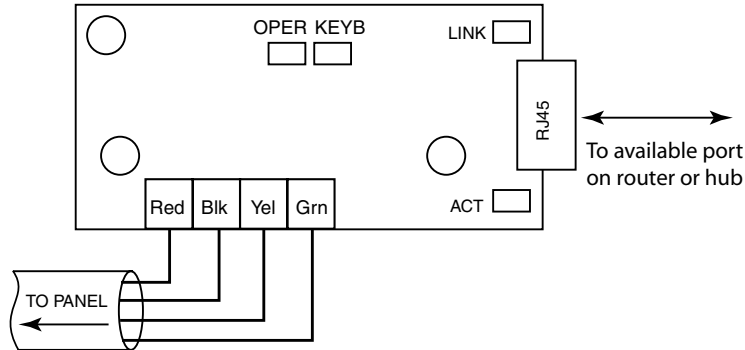 OPER KEYB
LINK
RJ45
To available port
on router or hub
Red Blk Yel Grn
ACT
TO PANEL